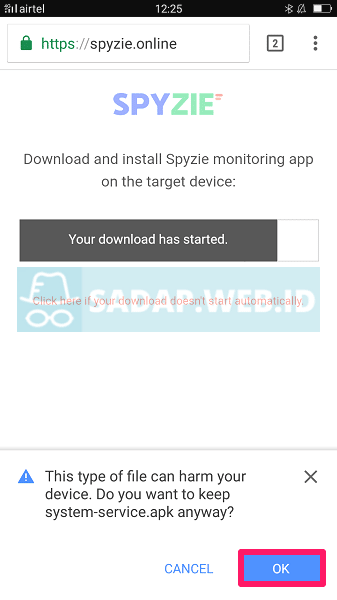 airtel
12:25
https://spyzie.online
2
SPYZIE
Download and install Spyzie monitoring app
on the target device:
Your download has started.
Click here if your download doesn't start automatically.
SADAP.WEB.ID
This type of file can harm your
device. Do you want to keep
system-service.apk anyway?
CANCEL
OK